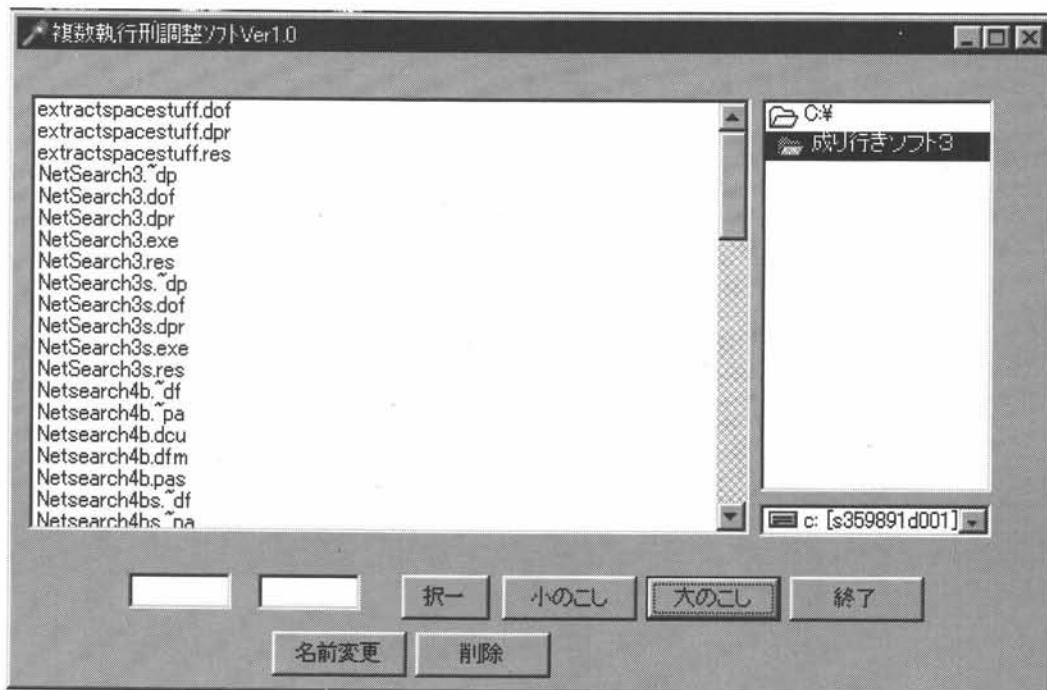 複数執行刑調整ソフトVer1.0
extractspacestuff.dof
extractspacestuff.dpr
extractspacestuff.res
NetSearch3.~dp
NetSearch3.dof
NetSearch3.dpr
NetSearch3.exe
NetSearch3.res
NetSearch3s.~dp
NetSearch3s.dof
NetSearch3s.dpr
NetSearch3s.exe
NetSearch3s.res
Netsearch4b.~df
Netsearch4b.~pa
Netsearch4b.dcu
Netsearch4b.dfm
Netsearch4b.pas
Netsearch4bs.~df
Netsearch4bs.~pa
C:¥
成り行きソフト3
c: [s359891d001]
択一 小のこし 大のこし 終了
名前変更 削除